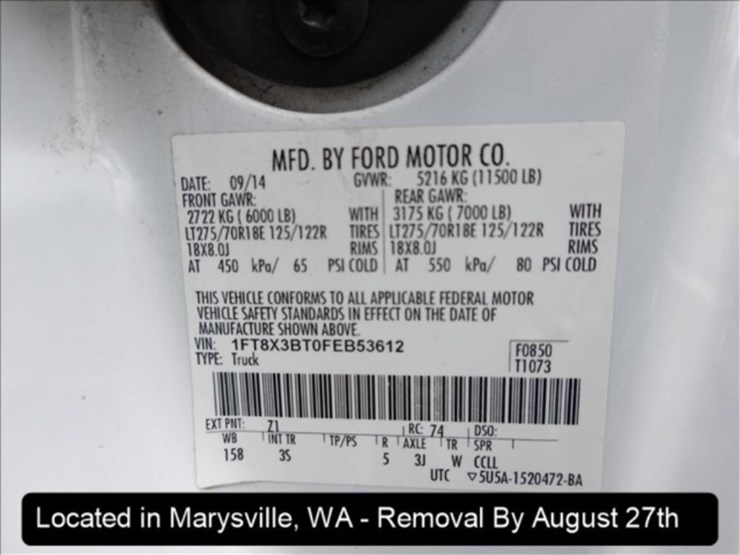 MFD. BY FORD MOTOR CO.
DATE: 09/14 GVWR: 5216 KG (11500 LB)
FRONT GAWR: REAR GAWR:
2722 KG ( 6000 LB) WITH 3175 KG ( 7000 LB) WITH
LT275/70R18E 125/122R TIRES LT275/70R18E 125/122R TIRES
18X8.0J RIMS 18X8.0J RIMS
AT 450 kPa/ 65 PSI COLD AT 550 kPa/ 80 PSI COLD
THIS VEHICLE CONFORMS TO ALL APPLICABLE FEDERAL MOTOR
VEHICLE SAFETY STANDARDS IN EFFECT ON THE DATE OF
MANUFACTURE SHOWN ABOVE.
VIN: 1FT8X3BT0FEB53612 F0850
TYPE: Truck T1073
EXT PNT: Z1 RC: 74 DSO:
WB INT TR TP/PS R AXLE TR SPR
158 3S 5 3J W CCLL
UTC ▽5U5A-1520472-BA
Located in Marysville, WA - Removal By August 27th